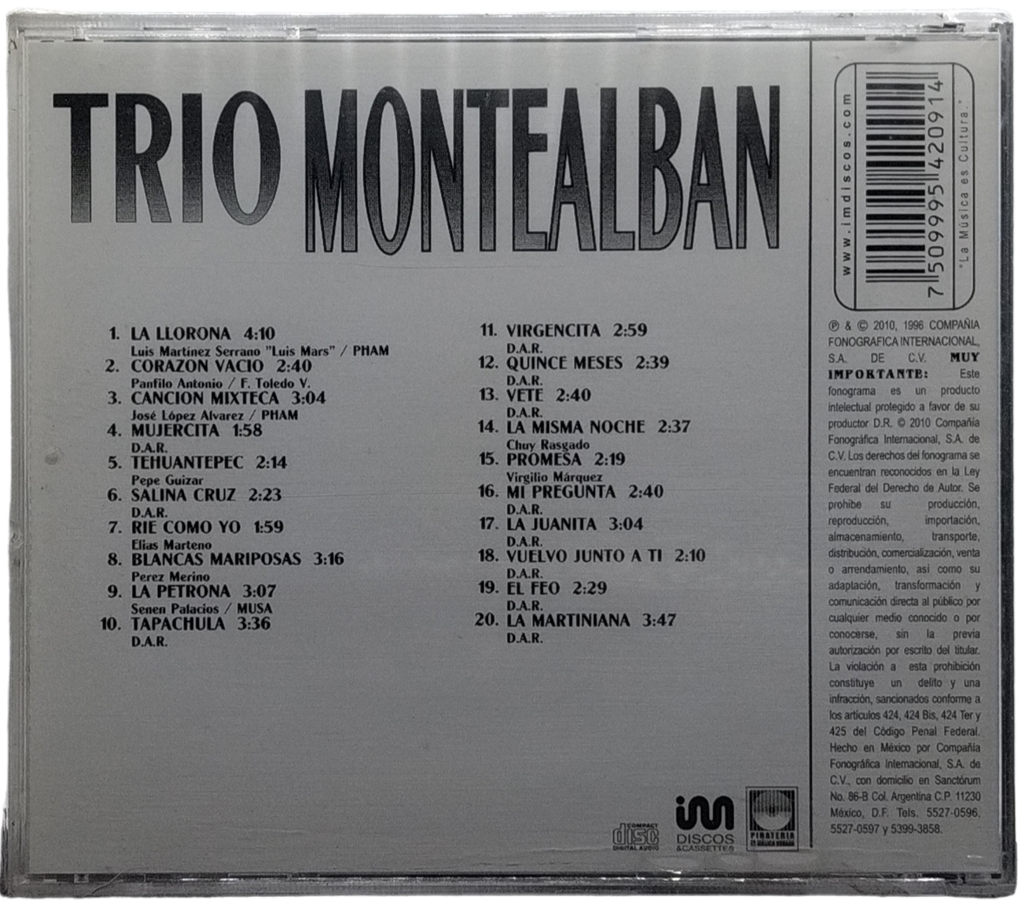 TRIO MONTEALBAN
1. LA LLORONA 4:10
Luis Martínez Serrano "Luis Mars" / PHAM
2. CORAZON VACIO 2:40
Panfilo Antonio / F. Toledo V.
3. CANCION MIXTECA 3:04
José López Alvarez / PHAM
4. MUJERCITA 1:58
D.A.R.
5. TEHUANTEPEC 2:14
Pepe Guizar
6. SALINA CRUZ 2:23
D.A.R.
7. RIE COMO YO 1:59
Elias Marteno
8. BLANCAS MARIPOSAS 3:16
Perez Merino
9. LA PETRONA 3:07
Senen Palacios / MUSA
10. TAPACHULA 3:36
D.A.R.
11. VIRGENCITA 2:59
D.A.R.
12. QUINCE MESES 2:39
D.A.R.
13. VETE 2:40
D.A.R.
14. LA MISMA NOCHE 2:37
Chuy Rasgado
15. PROMESA 2:19
Virgilio Márquez
16. MI PREGUNTA 2:40
D.A.R.
17. LA JUANITA 3:04
D.A.R.
18. VUELVO JUNTO A TI 2:10
D.A.R.
19. EL FEO 2:29
D.A.R.
20. LA MARTINIANA 3:47
D.A.R.
www.imdiscos.com
7 509995 420914
"La Música es Cultura."
℗ & © 2010, 1996 COMPAÑIA
FONOGRAFICA INTERNACIONAL,
S.A. DE C.V. MUY
IMPORTANTE: Este
fonograma es un producto
intelectual protegido a favor de su
productor D.R. © 2010 Compañía
Fonográfica Internacional, S.A. de
C.V. Los derechos del fonograma se
encuentran reconocidos en la Ley
Federal del Derecho de Autor. Se
prohibe su producción,
reproducción, importación,
almacenamiento, transporte,
distribución, comercialización, venta
o arrendamiento, así como su
adaptación, transformación y
comunicación directa al público por
cualquier medio conocido o por
conocerse, sin la previa
autorización por escrito del titular.
La violación a esta prohibición
constituye un delito y una
infracción, sancionados conforme a
los artículos 424, 424 Bis, 424 Ter y
425 del Código Penal Federal.
Hecho en México por Compañía
Fonográfica Internacional, S.A. de
C.V., con domicilio en Sanctórum
No. 86-B Col. Argentina C.P. 11230
México, D.F. Tels. 5527-0596,
5527-0597 y 5399-3858.
COMPACT
disc
DIGITAL AUDIO
im
DISCOS
& CASSETTES
PIRATERIA